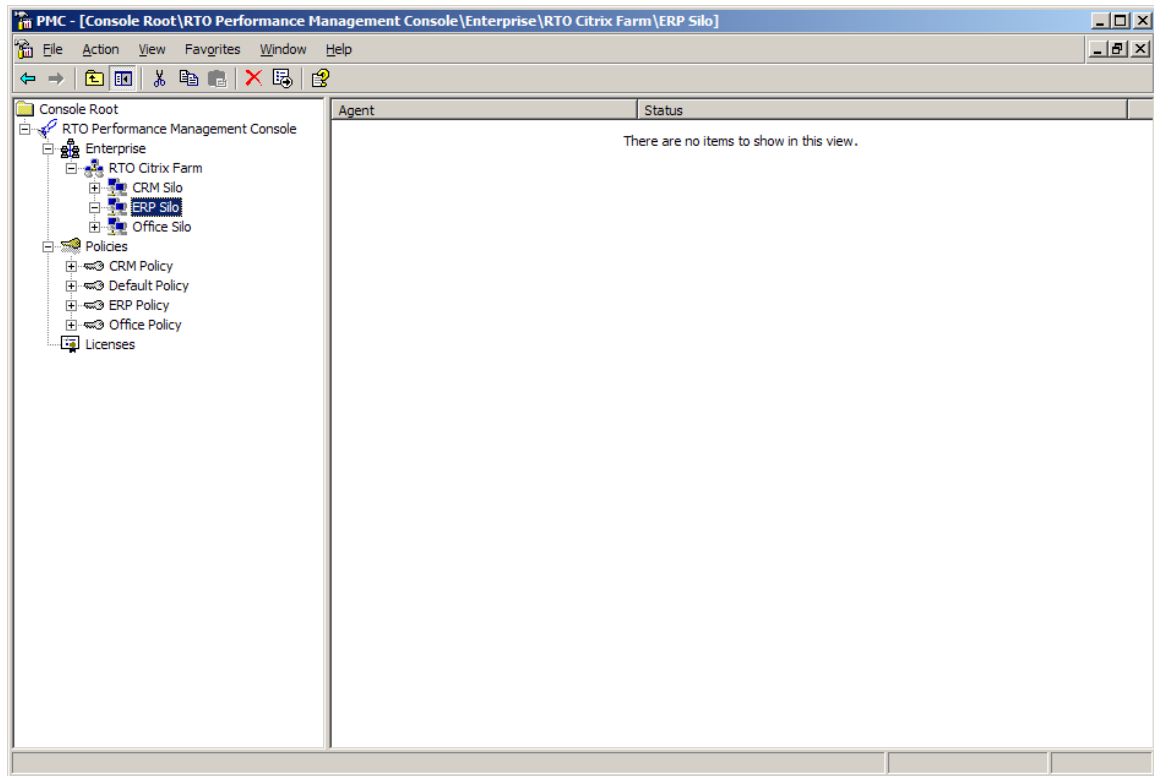 PMC - [Console Root\RTO Performance Management Console\Enterprise\RTO Citrix Farm\ERP Silo]
File Action View Favorites Window Help
Console Root
RTO Performance Management Console
Enterprise
RTO Citrix Farm
CRM Silo
ERP Silo
Office Silo
Policies
CRM Policy
Default Policy
ERP Policy
Office Policy
Licenses
Agent Status
There are no items to show in this view.